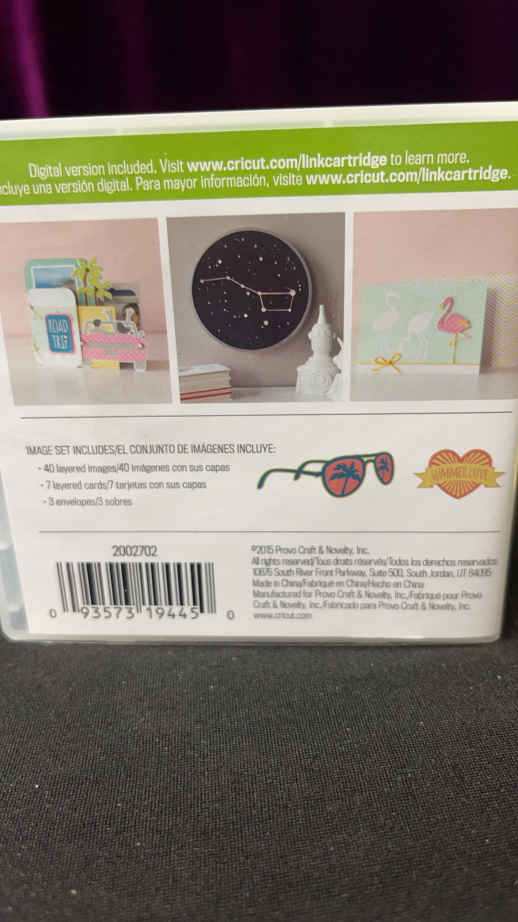 Digital version included. Visit www.cricut.com/linkcartridge to learn more.
ncluye una versión digital. Para mayor información, visite www.cricut.com/linkcartridge.
ROAD
TRIP
IMAGE SET INCLUDES/EL CONJUNTO DE IMÁGENES INCLUYE:
- 40 layered images/40 imágenes con sus capas
- 7 layered cards/7 tarjetas con sus capas
- 3 envelopes/3 sobres
SUMMER LOVE
2002702
0 93573 19445 0
©2015 Provo Craft & Novelty, Inc.
All rights reserved/Tous droits réservés/Todos los derechos reservados.
10876 South River Front Parkway, Suite 500, South Jordan, UT 84095
Made in China/Fabriqué en China/Hecho en China
Manufactured for Provo Craft & Novelty, Inc./Fabriqué pour Provo
Craft & Novelty, Inc./Fabricado para Provo Craft & Novelty, Inc.
www.cricut.com